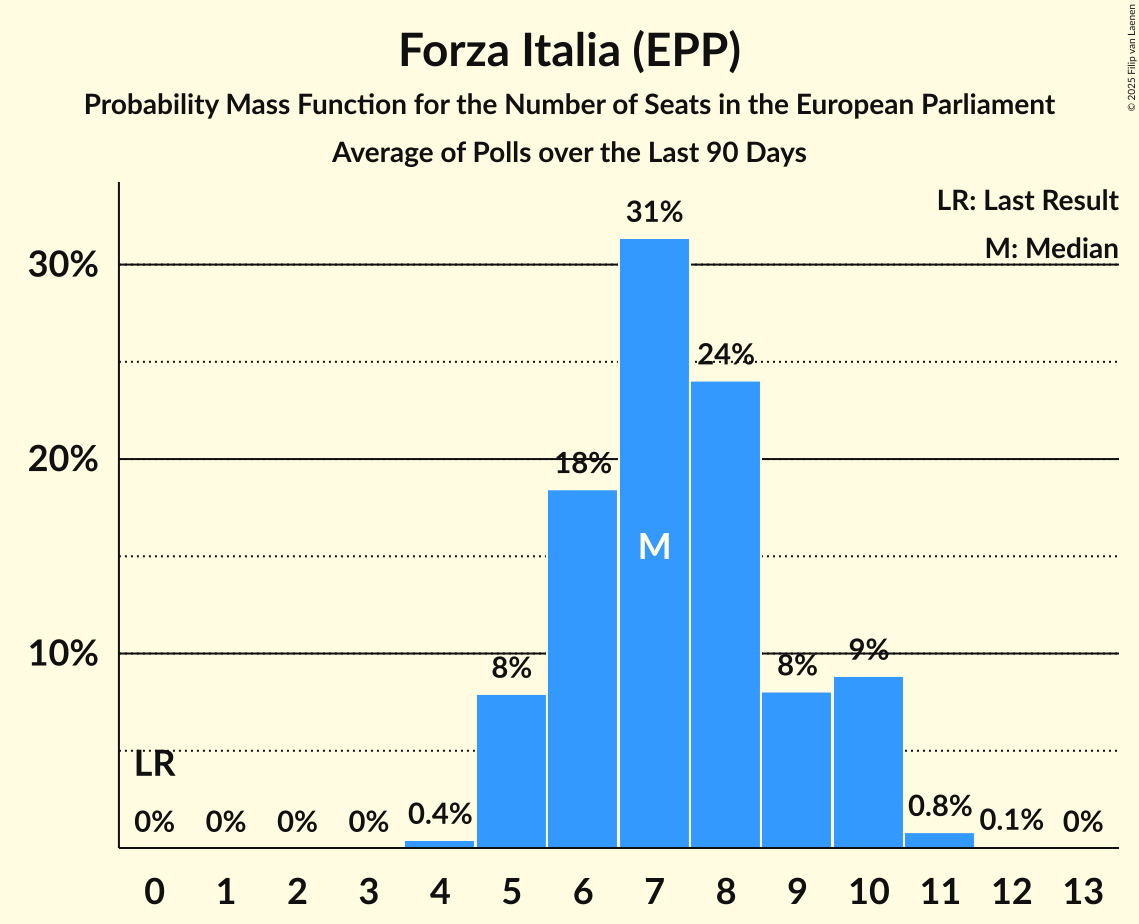 Forza Italia (EPP)
Probability Mass Function for the Number of Seats in the European Parliament
Average of Polls over the Last 90 Days
© 2025 Filip van Laenen
LR: Last Result
M: Median
30%
20%
10%
31%
24%
18%
M
8%
8%
9%
LR
0%
0%
0%
0%
0.4%
0.8%
0.1%
0%
0 1 2 3 4 5 6 7 8 9 10 11 12 13